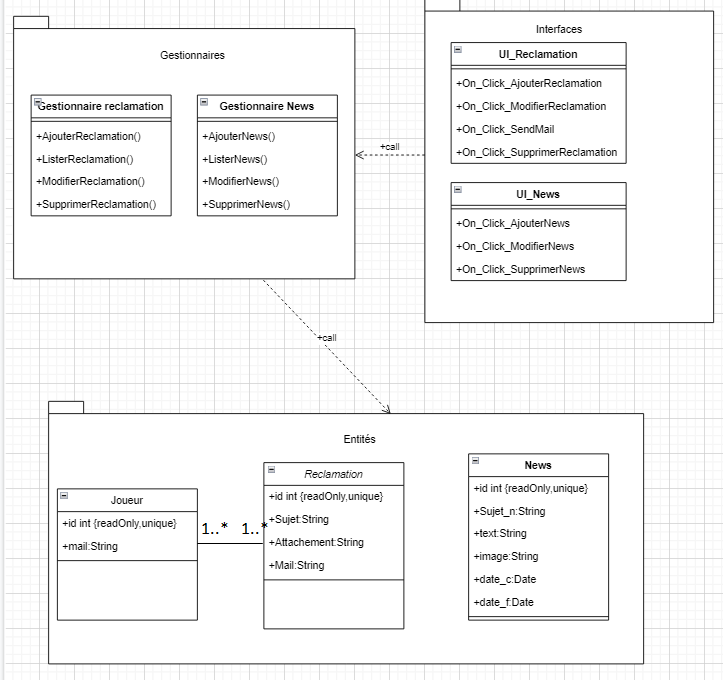 Gestionnaires
Gestionnaire reclamation
+AjouterReclamation()
+ListerReclamation()
+ModifierReclamation()
+SupprimerReclamation()
Gestionnaire News
+AjouterNews()
+ListerNews()
+ModifierNews()
+SupprimerNews()
+call
Interfaces
UI_Reclamation
+On_Click_AjouterReclamation
+On_Click_ModifierReclamation
+On_Click_SendMail
+On_Click_SupprimerReclamation
UI_News
+On_Click_AjouterNews
+On_Click_ModifierNews
+On_Click_SupprimerNews
+call
Entités
Joueur
+id int {readOnly,unique}
+mail:String
1..* 1..*
Reclamation
+id int {readOnly,unique}
+Sujet:String
+Attachement:String
+Mail:String
News
+id int {readOnly,unique}
+Sujet_n:String
+text:String
+image:String
+date_c:Date
+date_f:Date